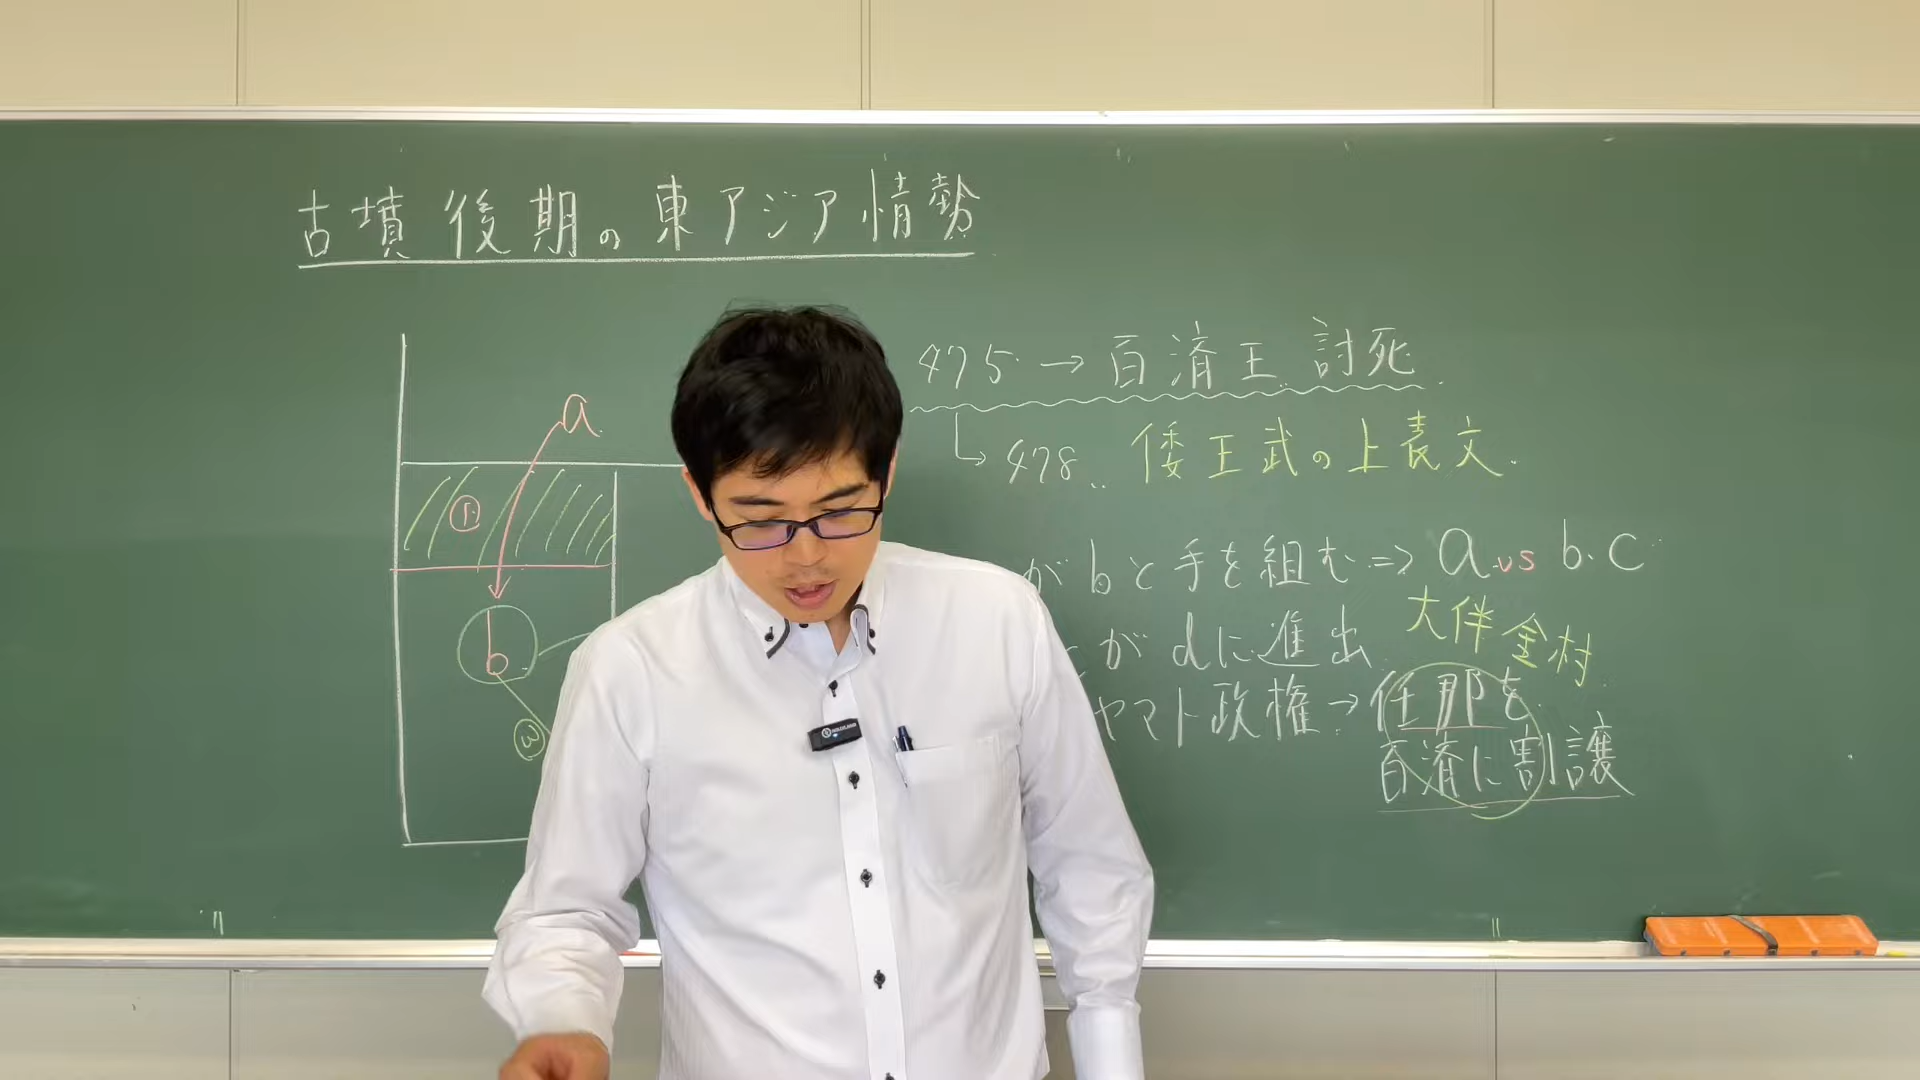 古墳後期の東アジア情勢
475→百済王討死
478 倭王武の上表文
a
①
b
③
がbと手を組む⇒a vs b・c
がdに進出
大伴金村
ヤマト政権→任那を
百済に割譲